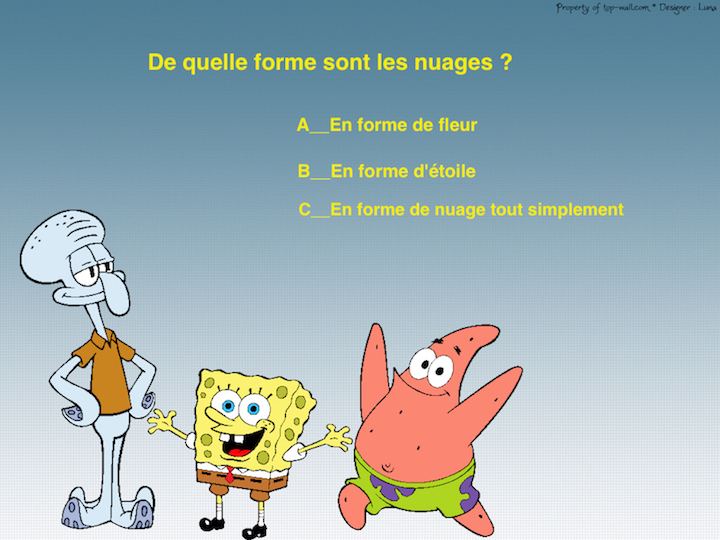 Property of top-wall.com * Designer : Luna
De quelle forme sont les nuages ?
A__En forme de fleur
B__En forme d'étoile
C__En forme de nuage tout simplement